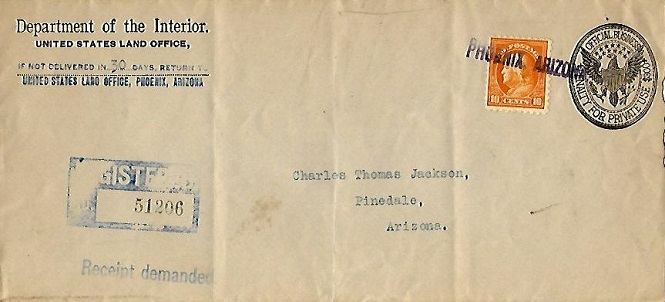 Department of the Interior.
UNITED STATES LAND OFFICE,
IF NOT DELIVERED IN 30 DAYS, RETURN TO
UNITED STATES LAND OFFICE, PHOENIX, ARIZONA
PHOENIX, ARIZONA
U.S. POSTAGE
10 CENTS 10
OFFICIAL BUSINESS
PENALTY FOR PRIVATE USE $300
REGISTERED
51206
Charles Thomas Jackson,
Pinedale,
Arizona.
Receipt demanded